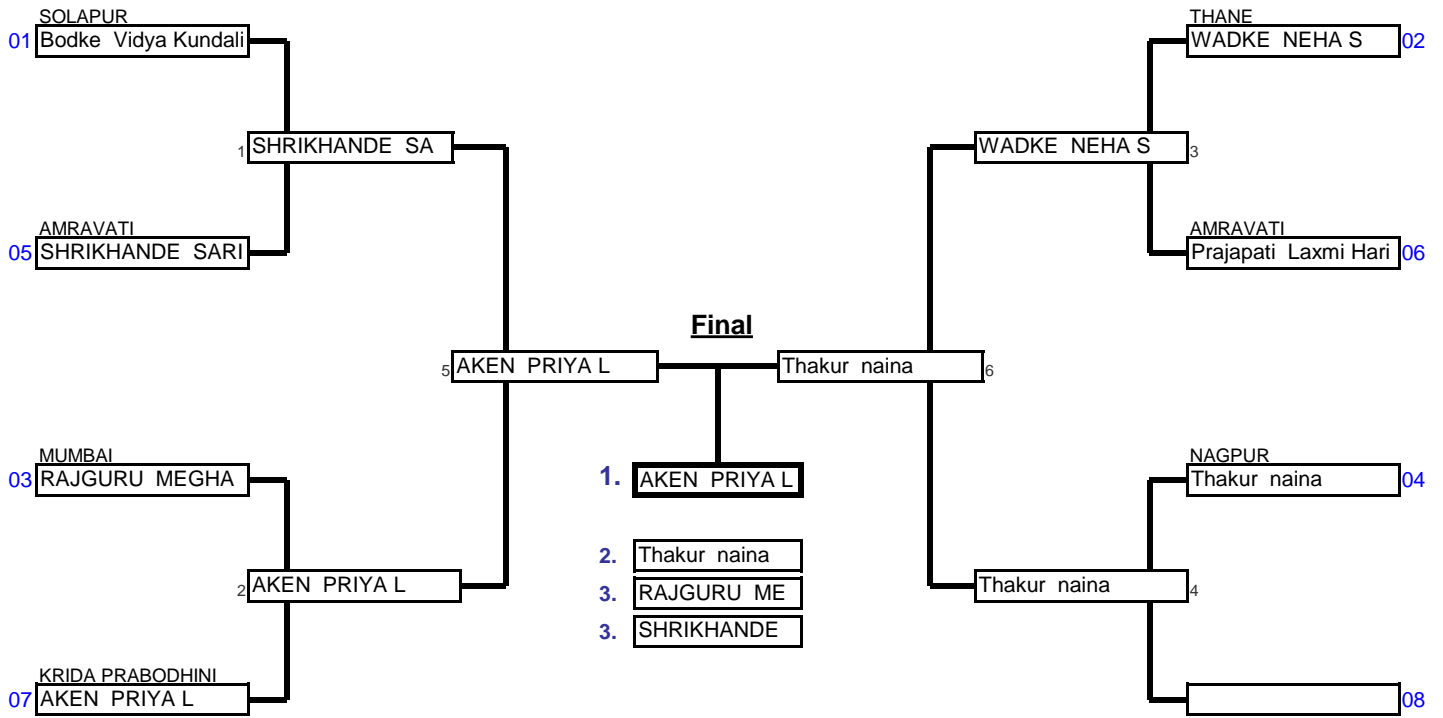 SOLAPUR
01 Bodke Vidya Kundali
THANE
WADKE NEHA S 02
1 SHRIKHANDE SA
WADKE NEHA S 3
AMRAVATI
05 SHRIKHANDE SARI
AMRAVATI
Prajapati Laxmi Hari 06
Final
5 AKEN PRIYA L
Thakur naina 6
MUMBAI
03 RAJGURU MEGHA
1. AKEN PRIYA L
NAGPUR
Thakur naina 04
2. Thakur naina
3. RAJGURU ME
3. SHRIKHANDE
2 AKEN PRIYA L
Thakur naina 4
KRIDA PRABODHINI
07 AKEN PRIYA L
08